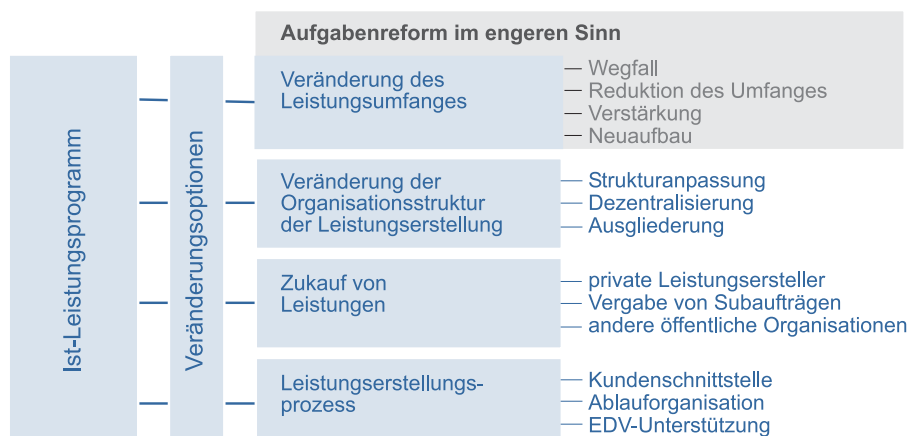 Aufgabenreform im engeren Sinn
Ist-Leistungsprogramm
Veränderungsoptionen
Veränderung des
Leistungsumfanges
Wegfall
Reduktion des Umfanges
Verstärkung
Neuaufbau
Veränderung der
Organisationsstruktur
der Leistungserstellung
Strukturanpassung
Dezentralisierung
Ausgliederung
Zukauf von
Leistungen
private Leistungsersteller
Vergabe von Subaufträgen
andere öffentliche Organisationen
Leistungserstellungs-
prozess
Kundenschnittstelle
Ablauforganisation
EDV-Unterstützung